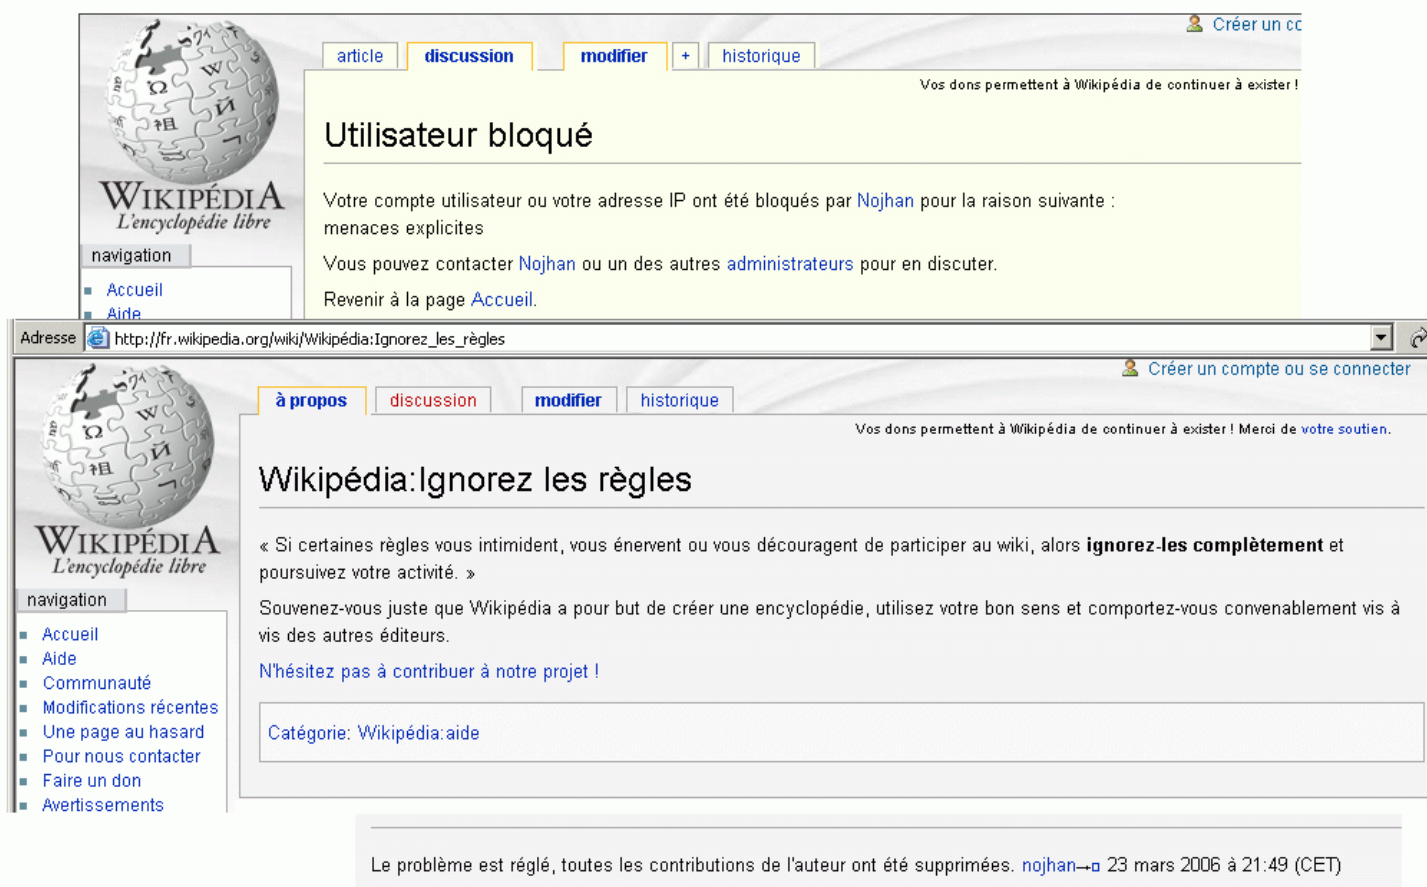 Créer un co
article discussion modifier + historique
Vos dons permettent à Wikipédia de continuer à exister !
Utilisateur bloqué
WIKIPÉDIA
L'encyclopédie libre
Votre compte utilisateur ou votre adresse IP ont été bloqués par Nojhan pour la raison suivante :
menaces explicites
navigation
Vous pouvez contacter Nojhan ou un des autres administrateurs pour en discuter.
Accueil
Revenir à la page Accueil.
Aide
Adresse http://fr.wikipedia.org/wiki/Wikipédia:Ignorez_les_règles
Créer un compte ou se connecter
à propos discussion modifier historique
Vos dons permettent à Wikipédia de continuer à exister ! Merci de votre soutien.
Wikipédia:Ignorez les règles
WIKIPÉDIA
L'encyclopédie libre
« Si certaines règles vous intimident, vous énervent ou vous découragent de participer au wiki, alors ignorez-les complètement et
poursuivez votre activité. »
Souvenez-vous juste que Wikipédia a pour but de créer une encyclopédie, utilisez votre bon sens et comportez-vous convenablement vis à
vis des autres éditeurs.
N'hésitez pas à contribuer à notre projet !
Catégorie: Wikipédia:aide
navigation
Accueil
Aide
Communauté
Modifications récentes
Une page au hasard
Pour nous contacter
Faire un don
Avertissements
Le problème est réglé, toutes les contributions de l'auteur ont été supprimées. nojhan→¤ 23 mars 2006 à 21:49 (CET)